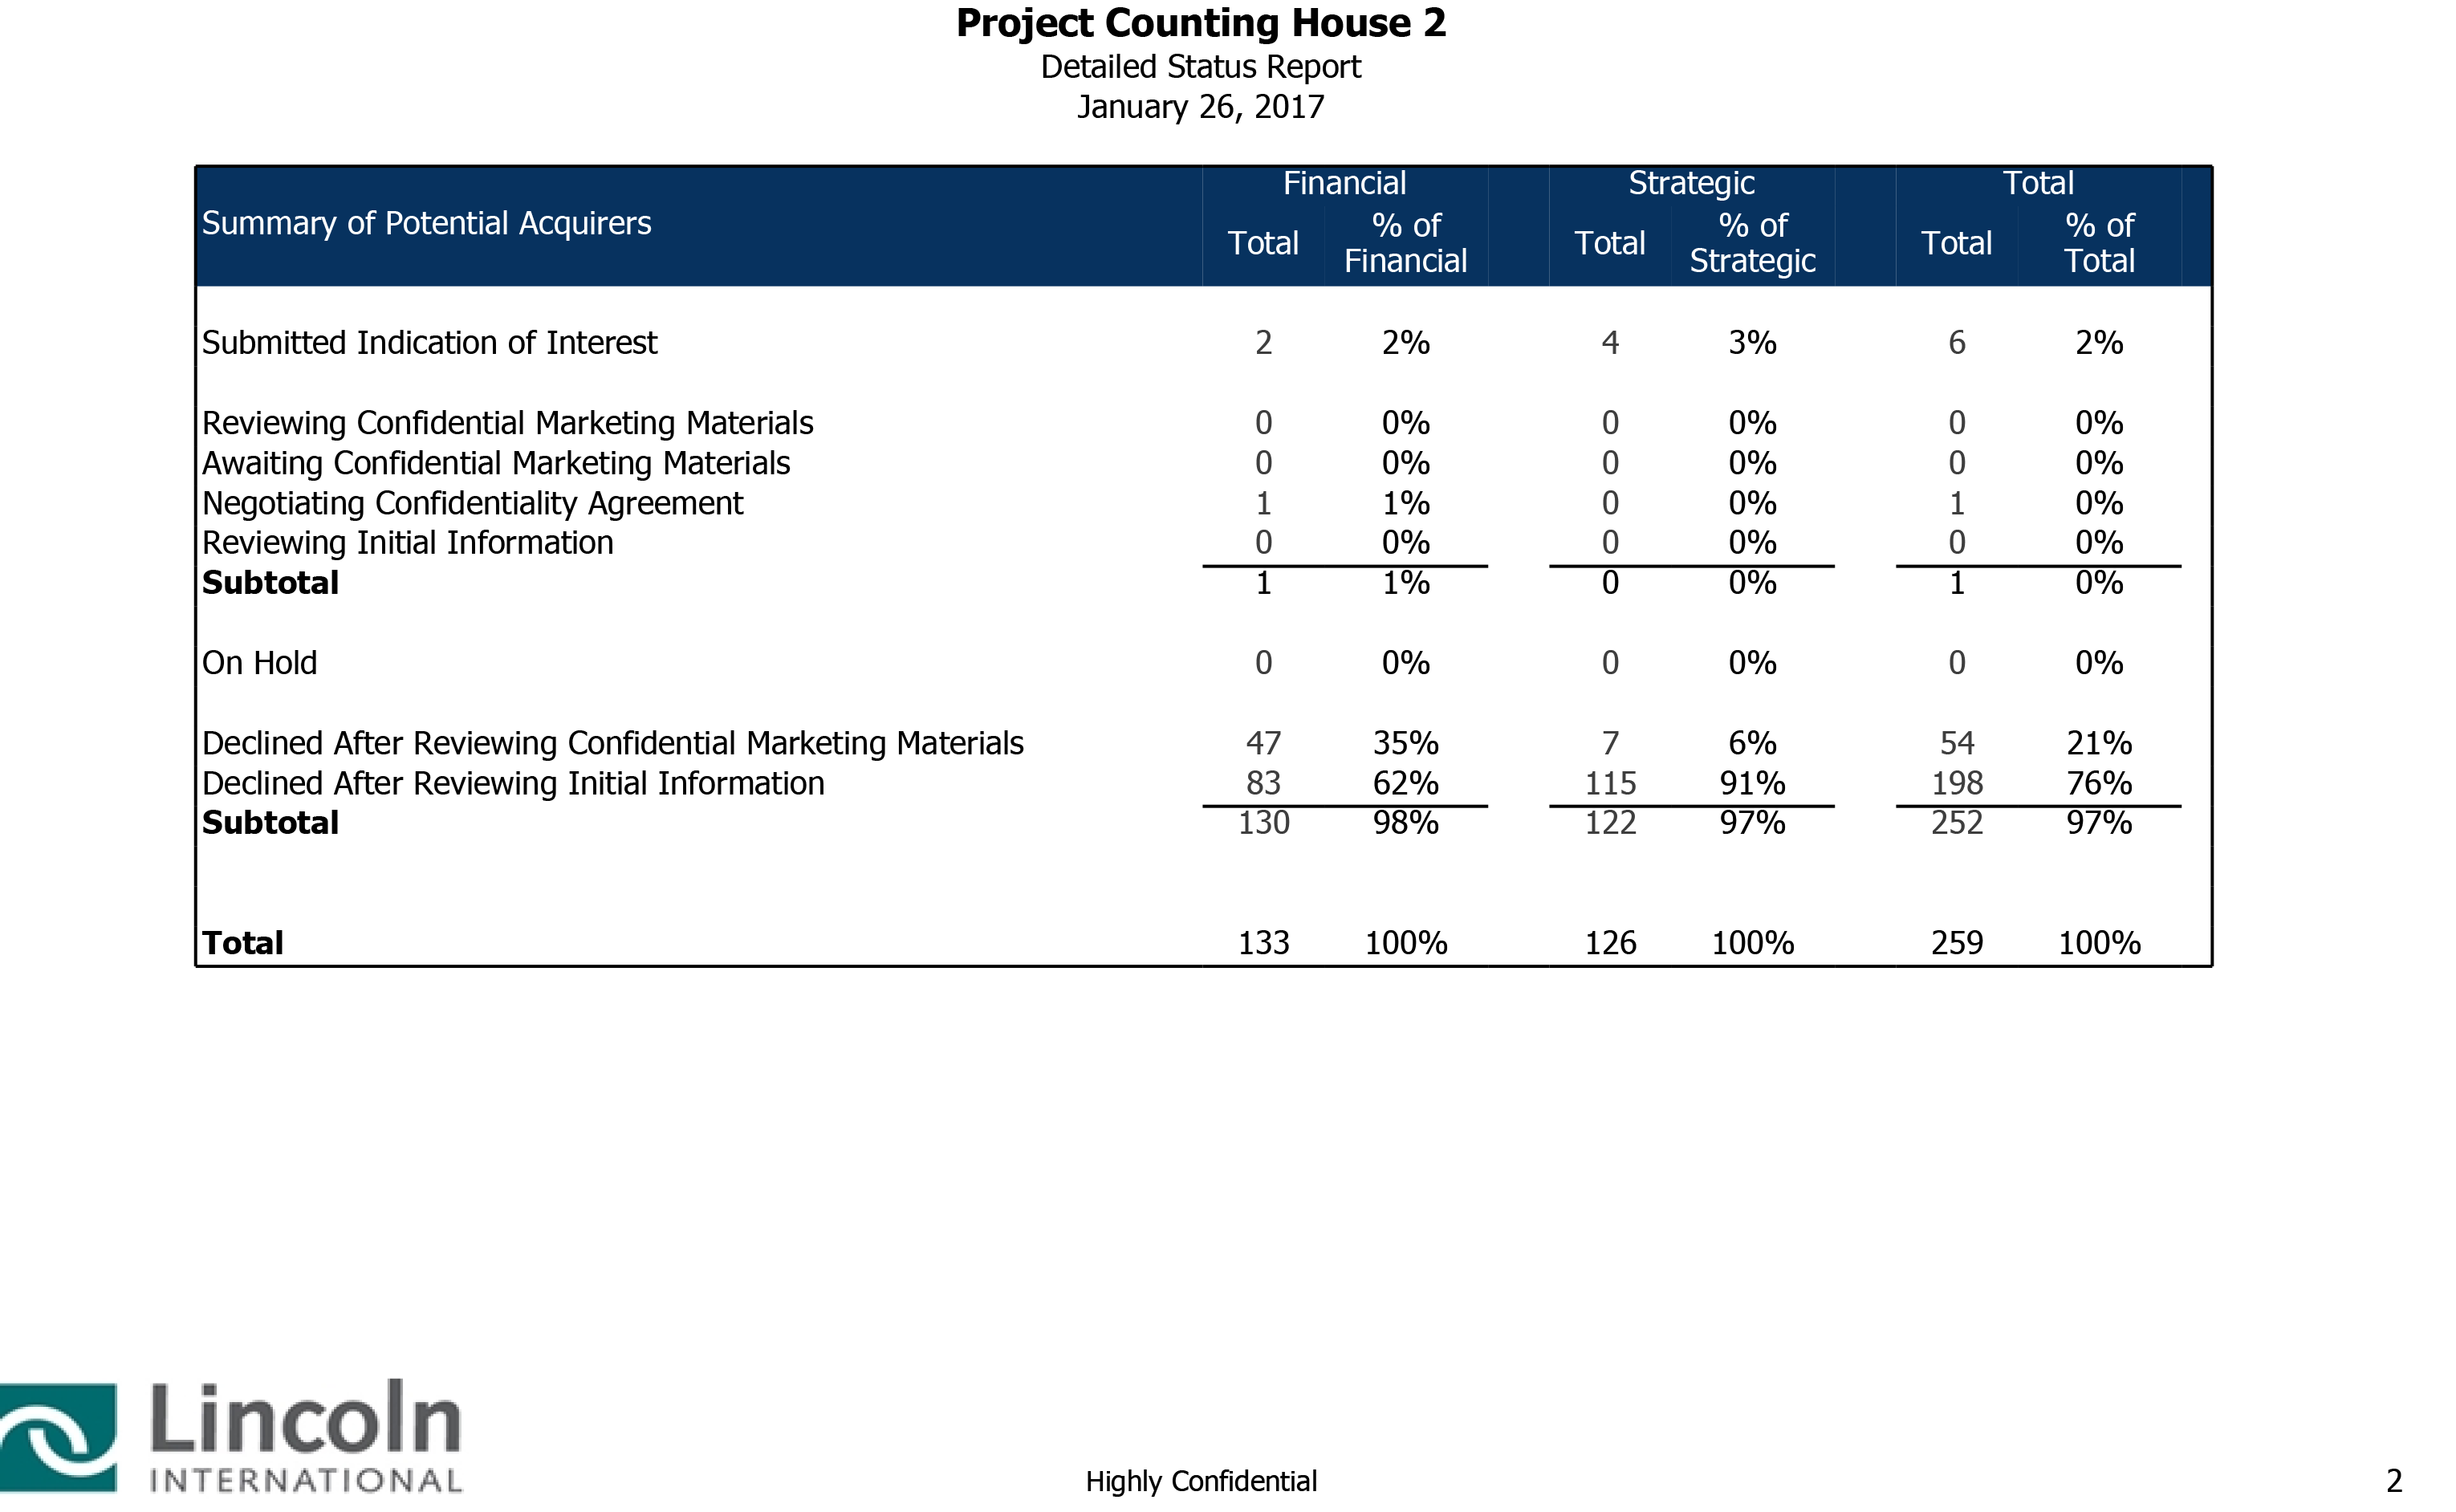 Project Counting House 2
Detailed Status Report
January 26, 2017
Financial Strategic Total
Summary of Potential Acquirers Total % of Financial Total % of Strategic Total % of Total
Submitted Indication of Interest 2 2% 4 3% 6 2%
Reviewing Confidential Marketing Materials 0 0% 0 0% 0 0%
Awaiting Confidential Marketing Materials 0 0% 0 0% 0 0%
Negotiating Confidentiality Agreement 1 1% 0 0% 1 0%
Reviewing Initial Information 0 0% 0 0% 0 0%
Subtotal 1 1% 0 0% 1 0%
On Hold 0 0% 0 0% 0 0%
Declined After Reviewing Confidential Marketing Materials 47 35% 7 6% 54 21%
Declined After Reviewing Initial Information 83 62% 115 91% 198 76%
Subtotal 130 98% 122 97% 252 97%
Total 133 100% 126 100% 259 100%
Lincoln
INTERNATIONAL
Highly Confidential
2